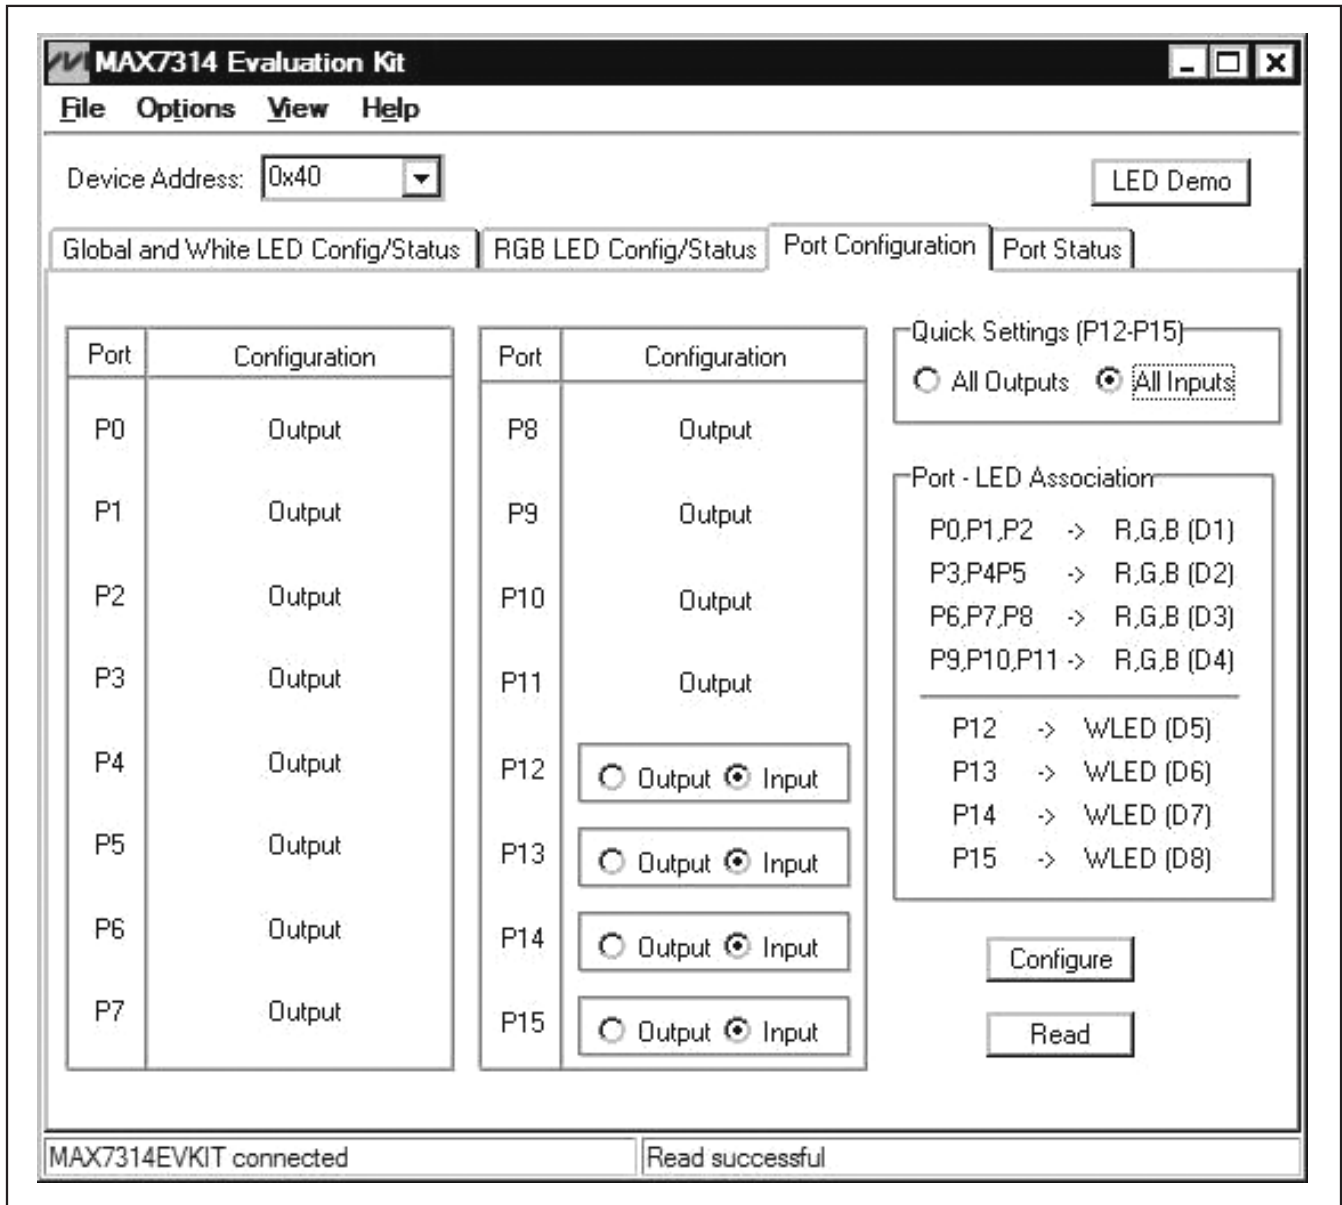 MAX7314 Evaluation Kit
File Options View Help
Device Address: 0x40
LED Demo
Global and White LED Config/Status RGB LED Config/Status Port Configuration Port Status
Port Configuration
P0 Output
P1 Output
P2 Output
P3 Output
P4 Output
P5 Output
P6 Output
P7 Output
Port Configuration
P8 Output
P9 Output
P10 Output
P11 Output
P12 Output Input
P13 Output Input
P14 Output Input
P15 Output Input
Quick Settings (P12-P15)
All Outputs All Inputs
Port - LED Association
P0,P1,P2 -> R,G,B (D1)
P3,P4P5 -> R,G,B (D2)
P6,P7,P8 -> R,G,B (D3)
P9,P10,P11 -> R,G,B (D4)
P12 -> WLED (D5)
P13 -> WLED (D6)
P14 -> WLED (D7)
P15 -> WLED (D8)
Configure
Read
MAX7314EVKIT connected
Read successful